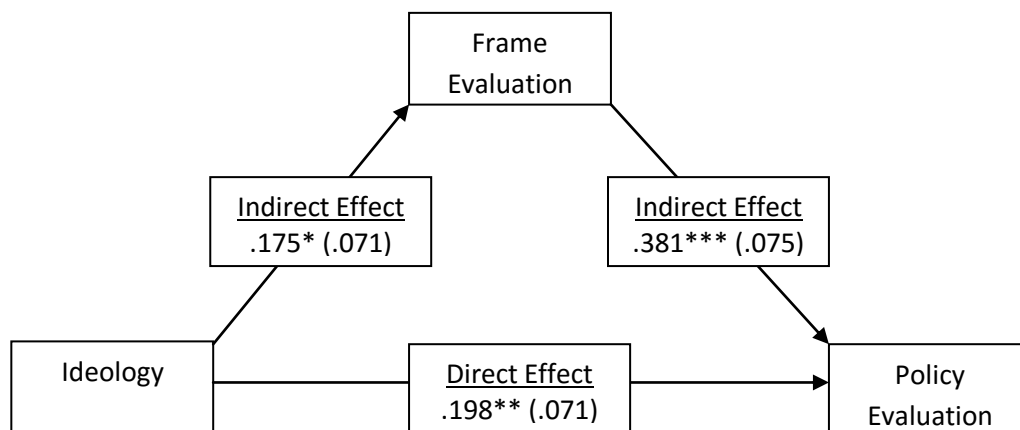 Frame
Evaluation
Indirect Effect
.175* (.071)
Indirect Effect
.381*** (.075)
Ideology
Direct Effect
.198** (.071)
Policy
Evaluation